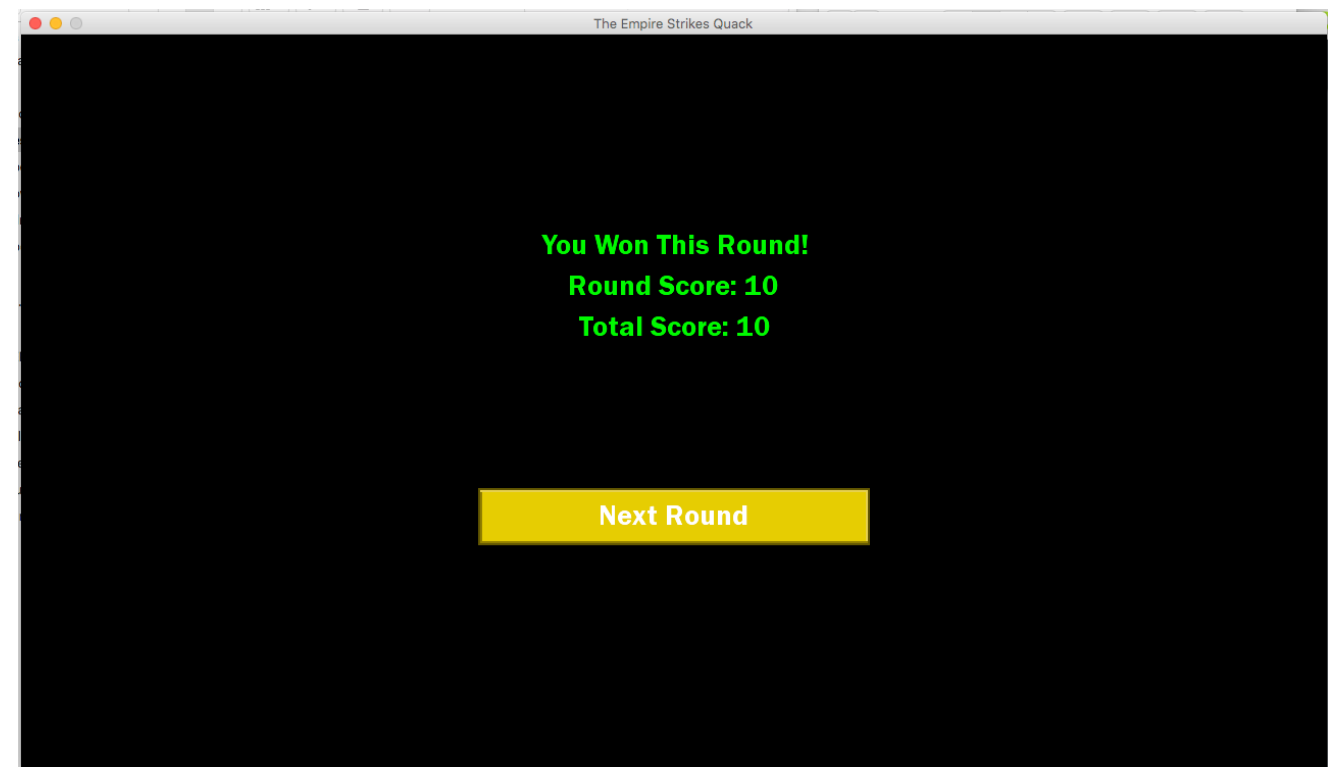 The Empire Strikes Quack
You Won This Round!
Round Score: 10
Total Score: 10
Next Round